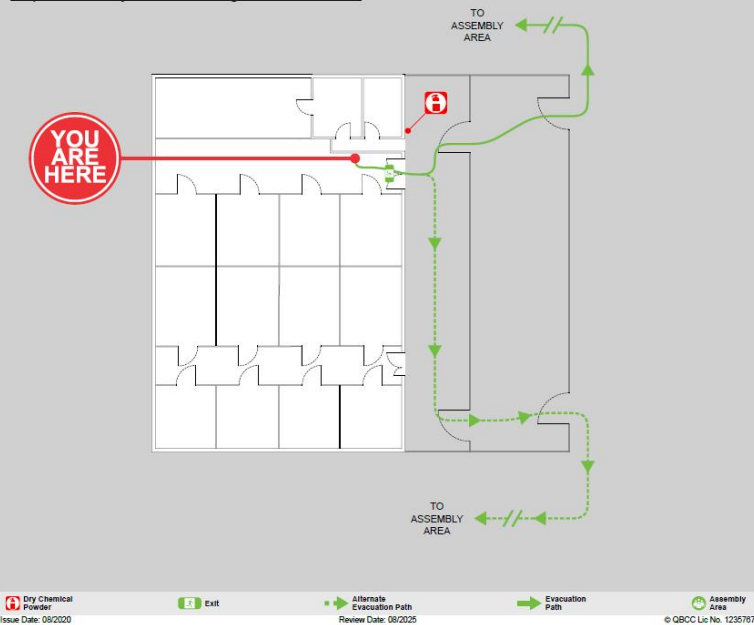 TO
ASSEMBLY
AREA
YOU
ARE
HERE
TO
ASSEMBLY
AREA
Dry Chemical
Powder
Exit
Alternate
Evacuation Path
Evacuation
Path
Assembly
Area
Issue Date: 08/2020
Review Date: 08/2025
© QBCC Lic No. 1235767